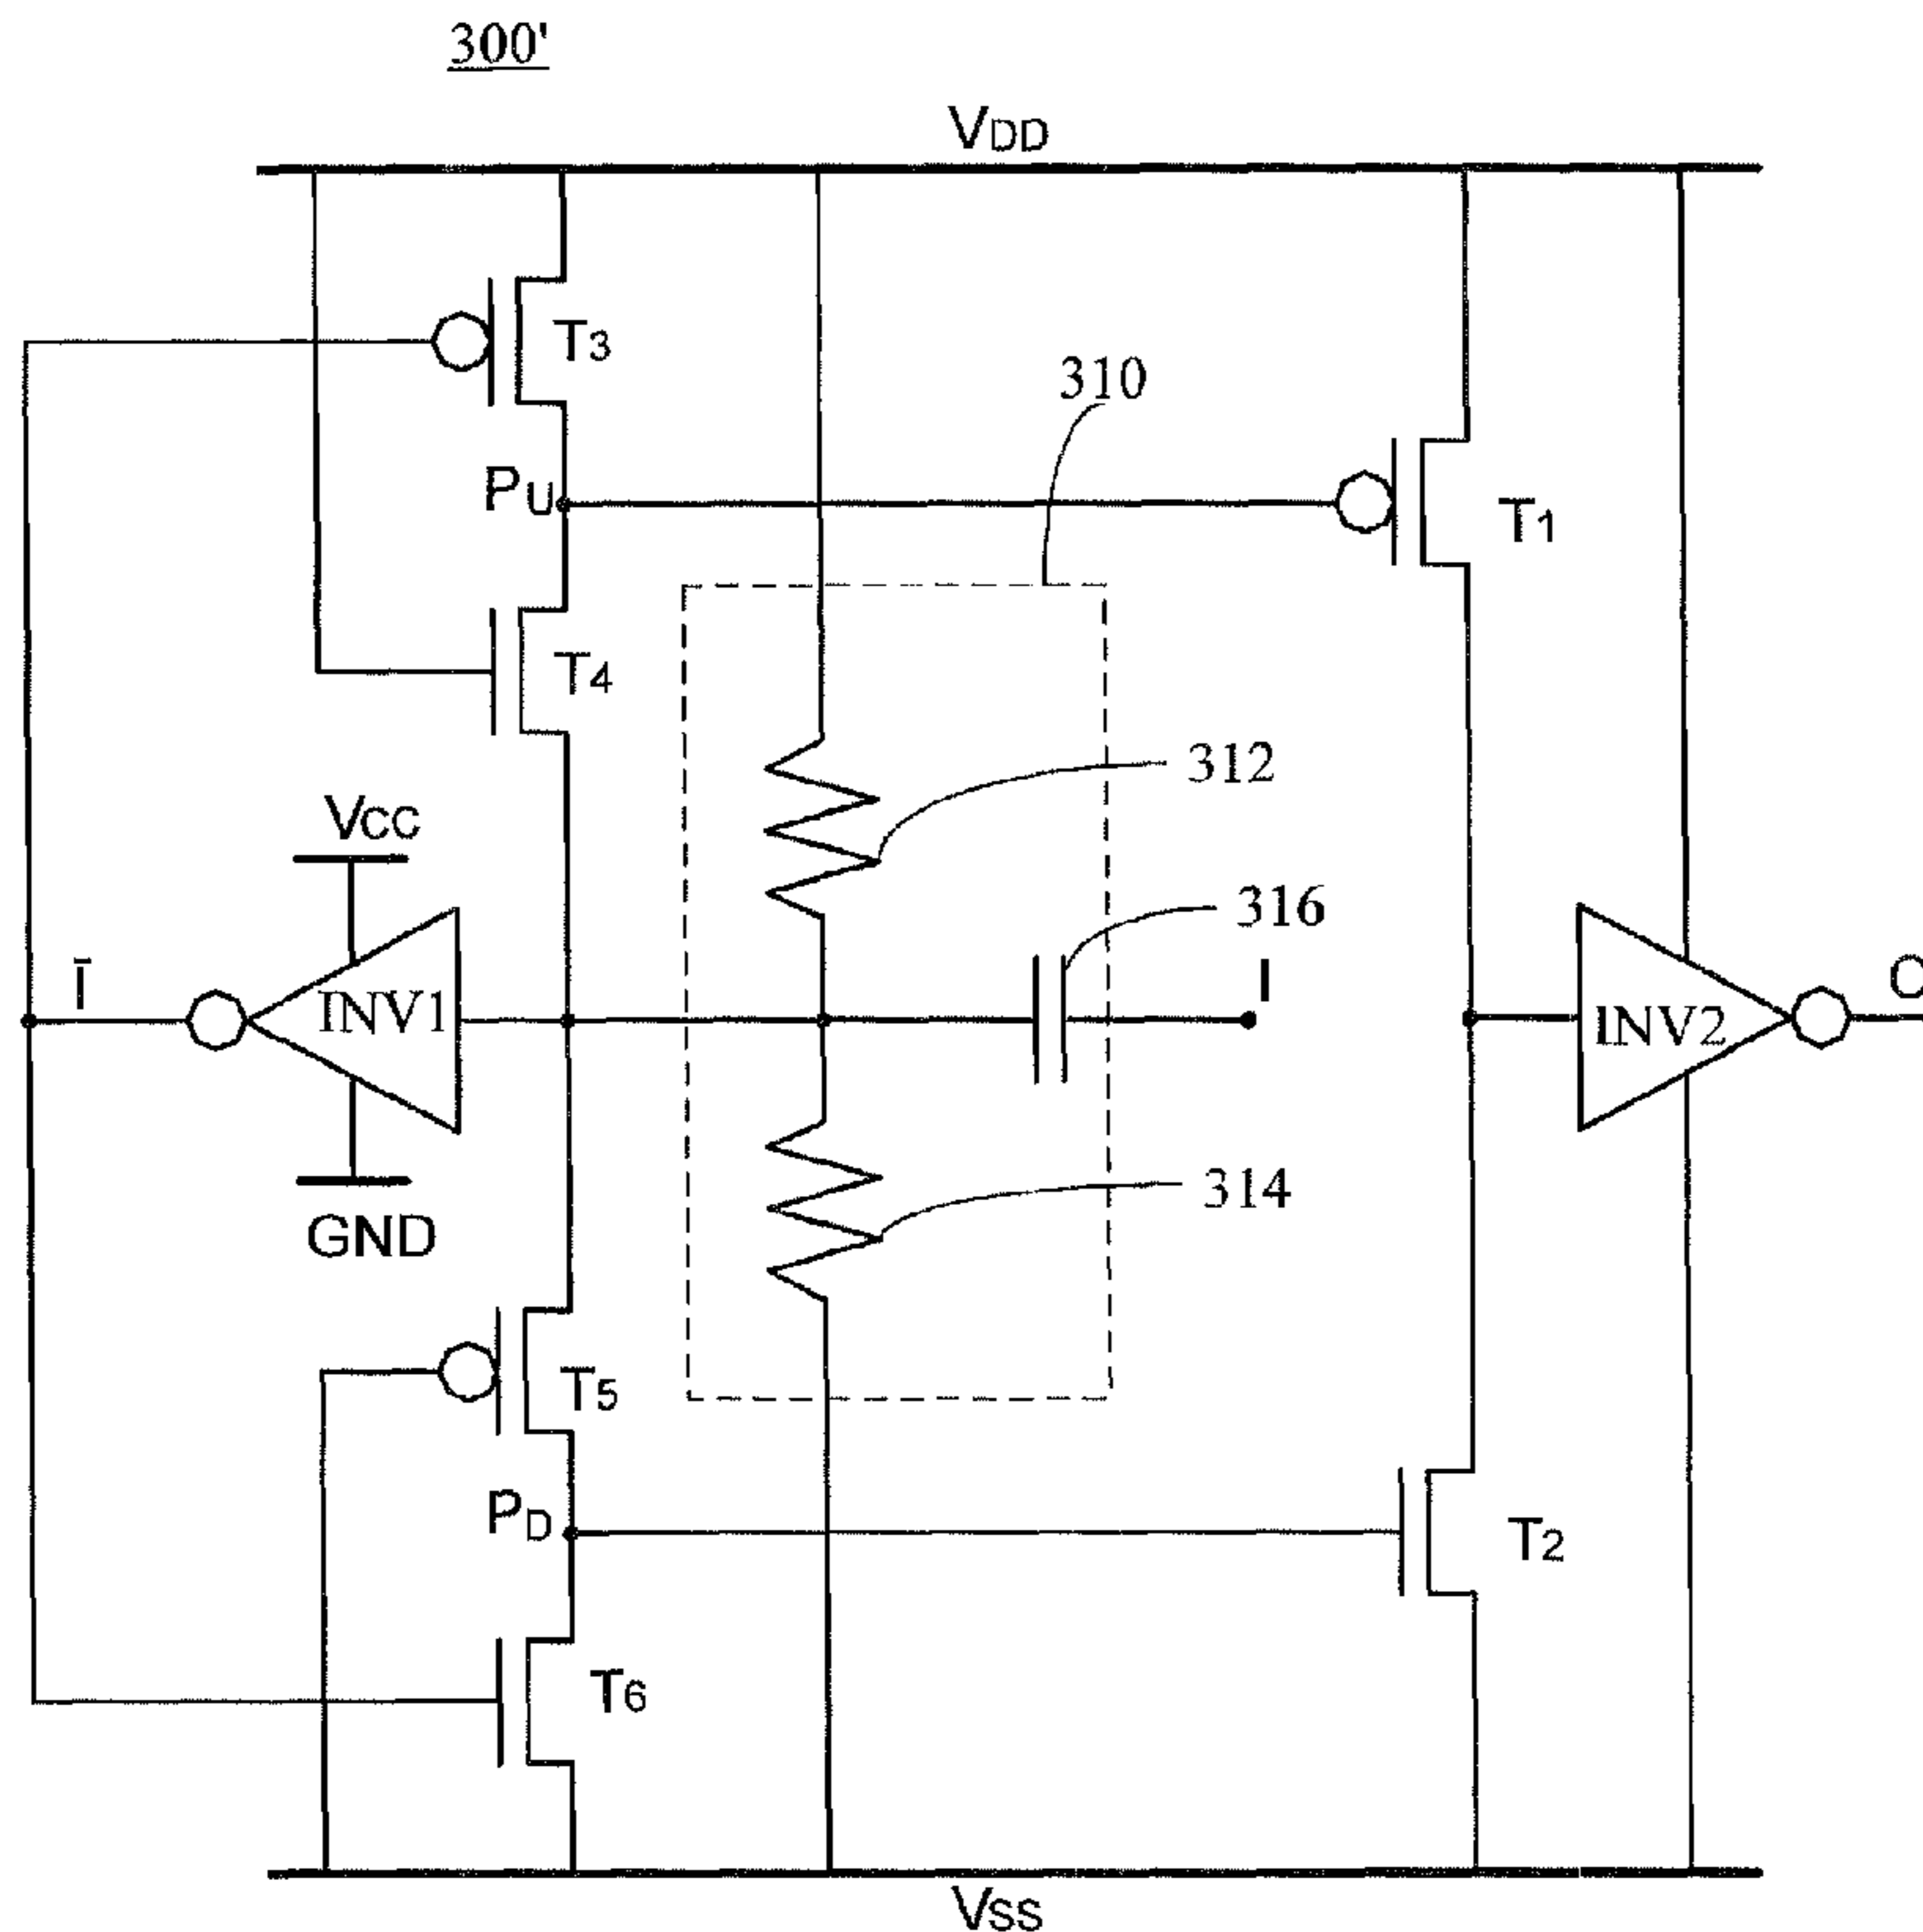 300'
VDD
T3
310
PU
T1
T4
312
VCC
316
Ī
INV1
I
INV2
O
GND
314
T5
PD
T2
T6
VSS